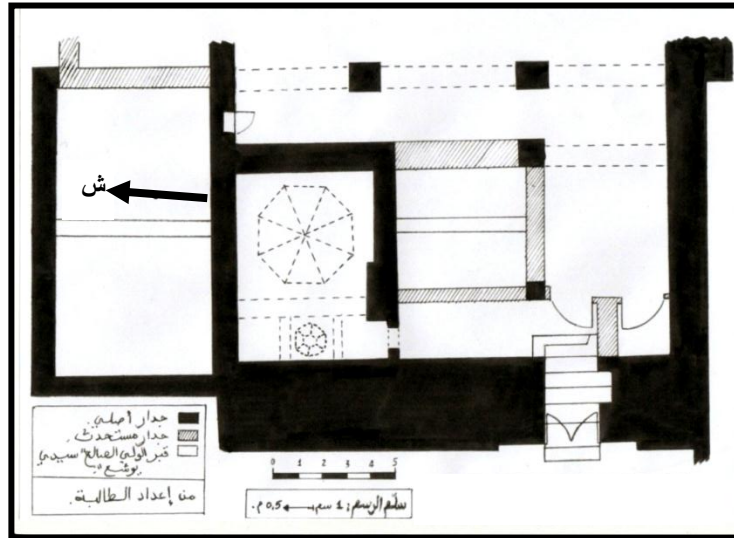 ش
جدار أصلي.
جدار مستحدث.
قبر الولي الصالح "سيدي
من إعداد الطالبة.
0 1 2 3 4 5
سلم الرسم: 1 سم ← 0,5 م.